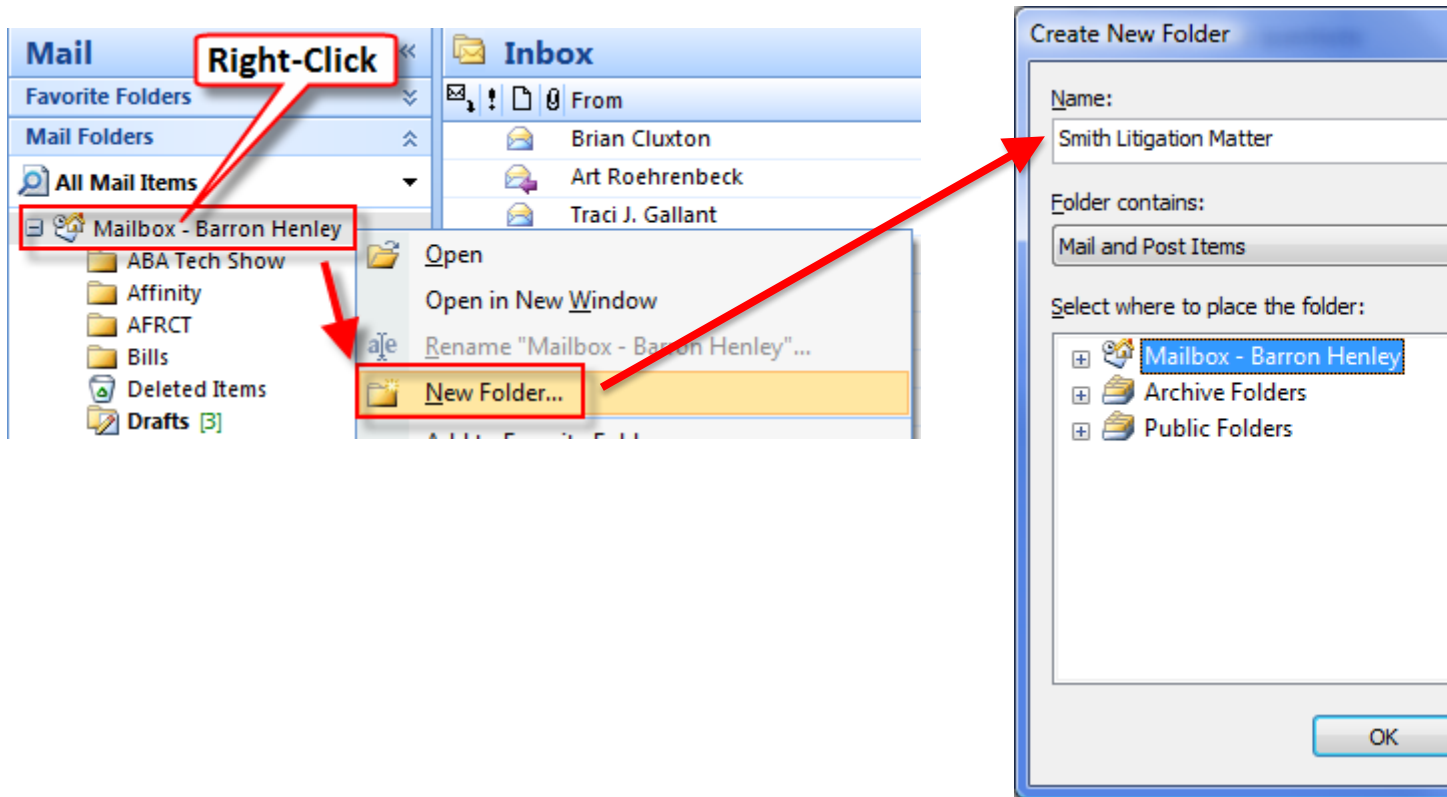 Mail
«
Right-Click
Favorite Folders
Mail Folders
All Mail Items
Mailbox - Barron Henley
ABA Tech Show
Affinity
AFRCT
Bills
Deleted Items
Drafts [3]
Inbox
! From
Brian Cluxton
Art Roehrenbeck
Traci J. Gallant
Open
Open in New Window
Rename "Mailbox - Barron Henley"...
New Folder...
Create New Folder
Name:
Smith Litigation Matter
Folder contains:
Mail and Post Items
Select where to place the folder:
Mailbox - Barron Henley
Archive Folders
Public Folders
OK